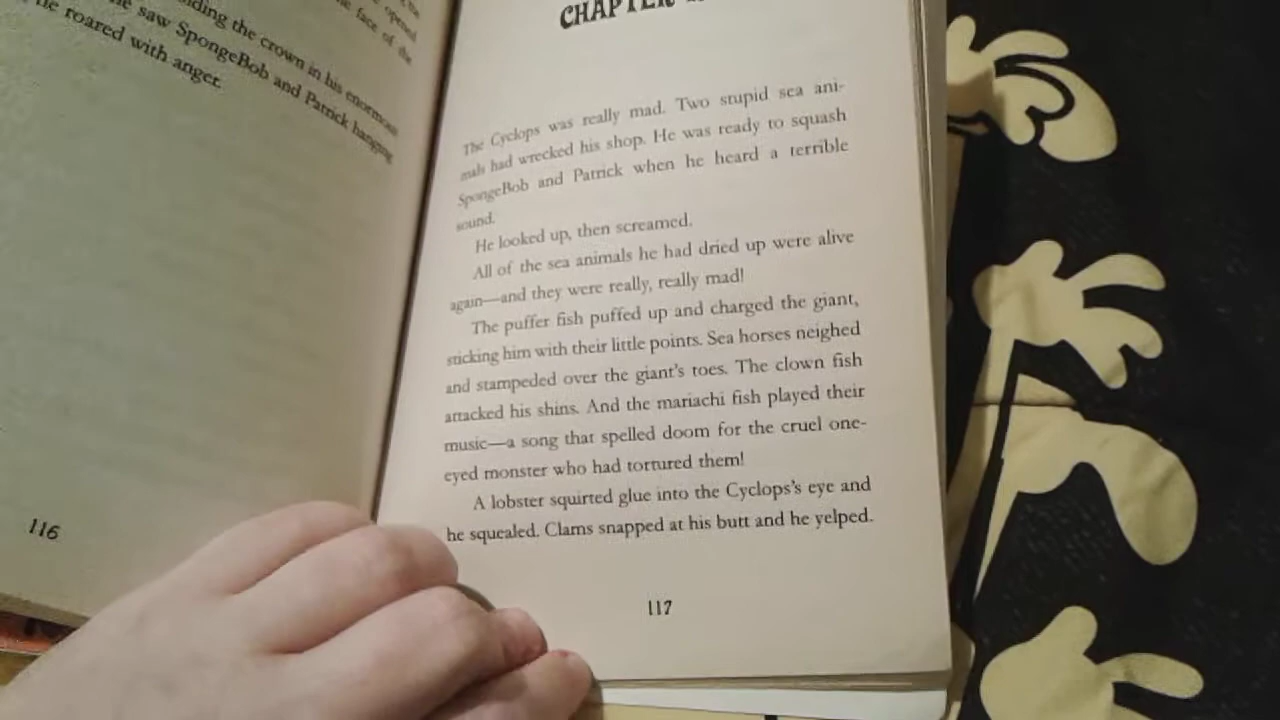 the
opened
face of the
ding the crown in his enormous
he saw SpongeBob and Patrick hanging
He roared with anger.
116
CHAPTER
The Cyclops was really mad. Two stupid sea ani-
mals had wrecked his shop. He was ready to squash
SpongeBob and Patrick when he heard a terrible
sound.
He looked up, then screamed.
All of the sea animals he had dried up were alive
again—and they were really, really mad!
The puffer fish puffed up and charged the giant,
sticking him with their little points. Sea horses neighed
and stampeded over the giant's toes. The clown fish
attacked his shins. And the mariachi fish played their
music—a song that spelled doom for the cruel one-
eyed monster who had tortured them!
A lobster squirted glue into the Cyclops's eye and
he squealed. Clams snapped at his butt and he yelped.
117